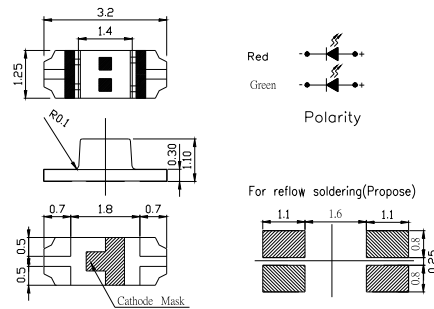 3.2
1.4
1.25
Red - +
Green - +
Polarity
R0.1
0.30
1.10
For reflow soldering(Propose)
0.7 1.8 0.7
1.1 1.6 1.1
0.5
0.5
0.8
0.8
0.25
Cathode Mask